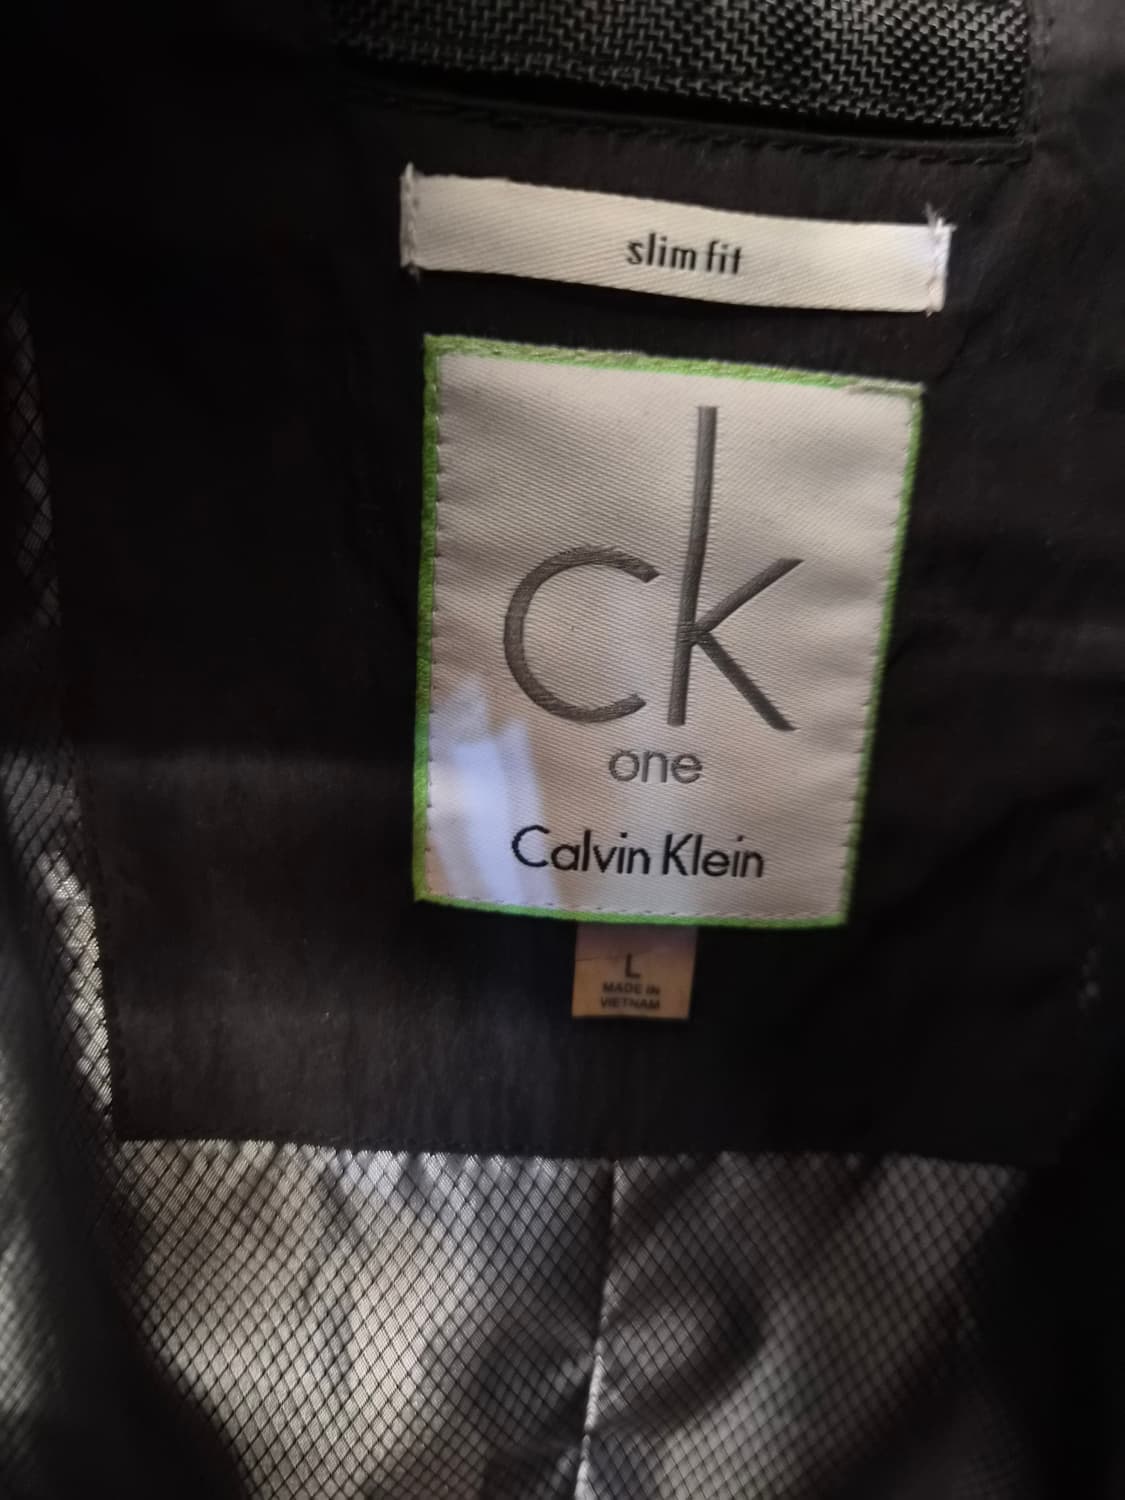 slim fit
ck
one
Calvin Klein
L
MADE IN
VIETNAM